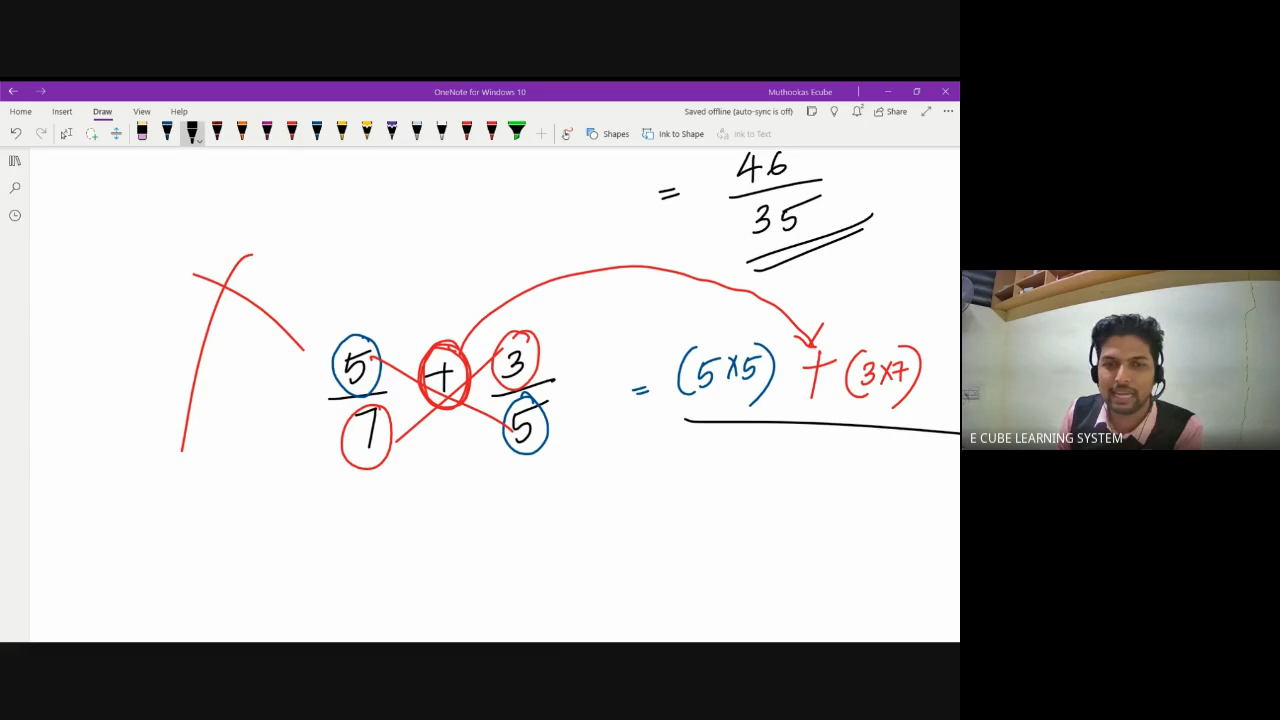 OneNote for Windows 10
Muthookas Ecube
Home Insert Draw View Help
Saved offline (auto-sync is off)
Share
Shapes
Ink to Shape
Ink to Text
= 46
35
5 + 3 = (5×5) + (3×7)
7 5
E CUBE LEARNING SYSTEM